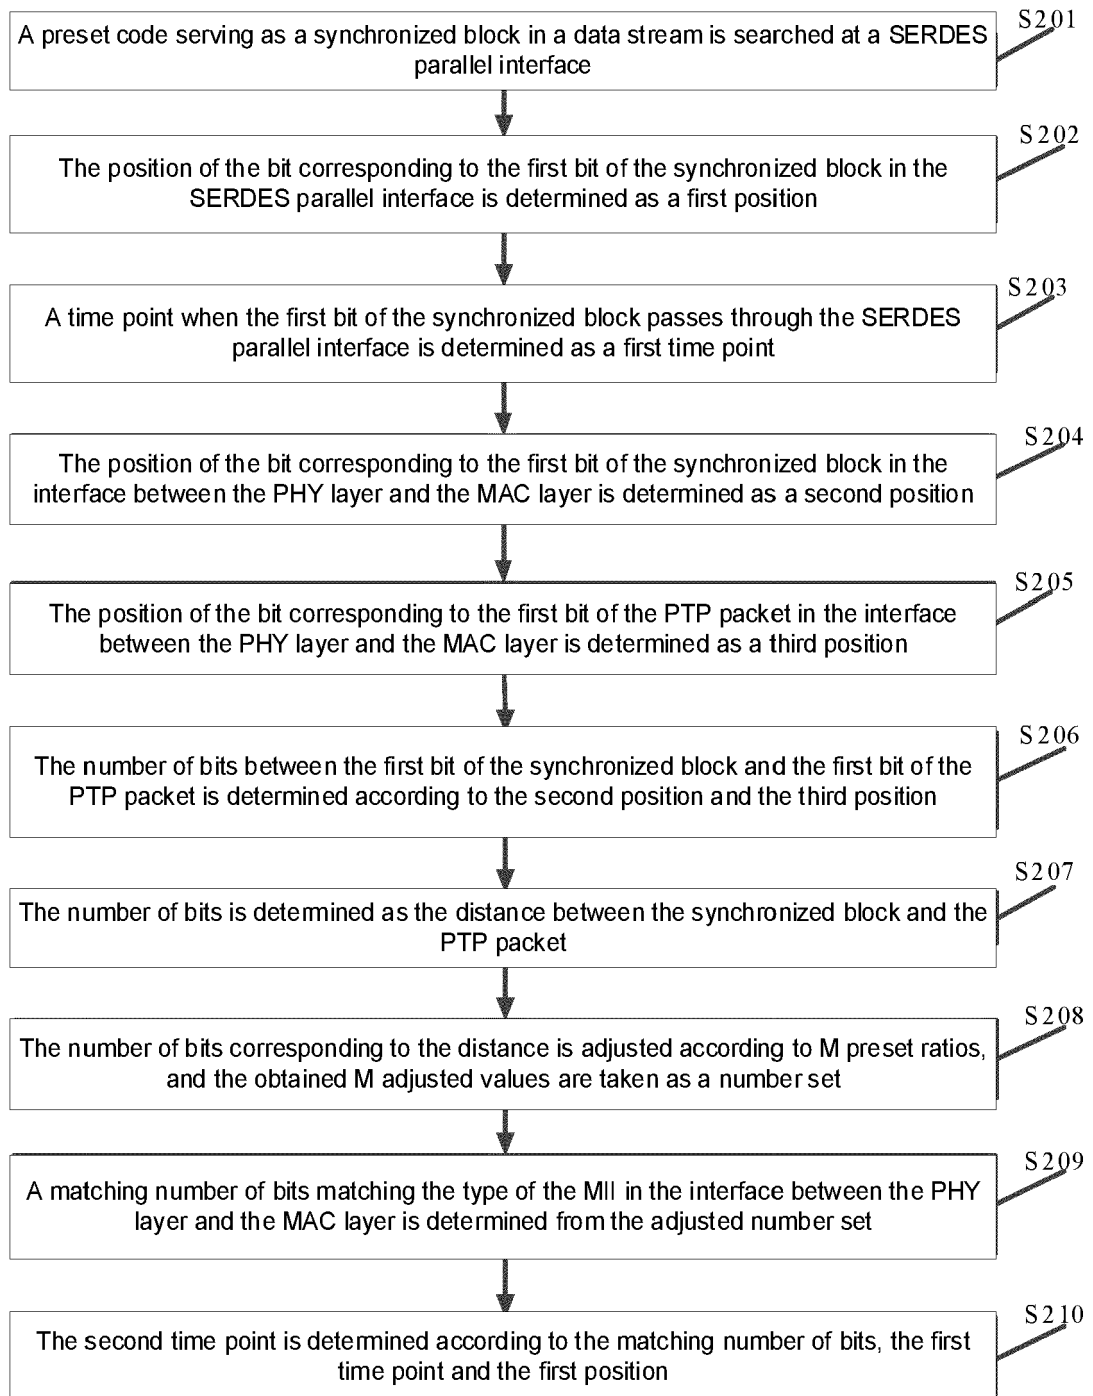 S201
A preset code serving as a synchronized block in a data stream is searched at a SERDES
parallel interface
S202
The position of the bit corresponding to the first bit of the synchronized block in the
SERDES parallel interface is determined as a first position
S203
A time point when the first bit of the synchronized block passes through the SERDES
parallel interface is determined as a first time point
S204
The position of the bit corresponding to the first bit of the synchronized block in the
interface between the PHY layer and the MAC layer is determined as a second position
S205
The position of the bit corresponding to the first bit of the PTP packet in the interface
between the PHY layer and the MAC layer is determined as a third position
S206
The number of bits between the first bit of the synchronized block and the first bit of the
PTP packet is determined according to the second position and the third position
S207
The number of bits is determined as the distance between the synchronized block and the
PTP packet
S208
The number of bits corresponding to the distance is adjusted according to M preset ratios,
and the obtained M adjusted values are taken as a number set
S209
A matching number of bits matching the type of the MII in the interface between the PHY
layer and the MAC layer is determined from the adjusted number set
S210
The second time point is determined according to the matching number of bits, the first
time point and the first position